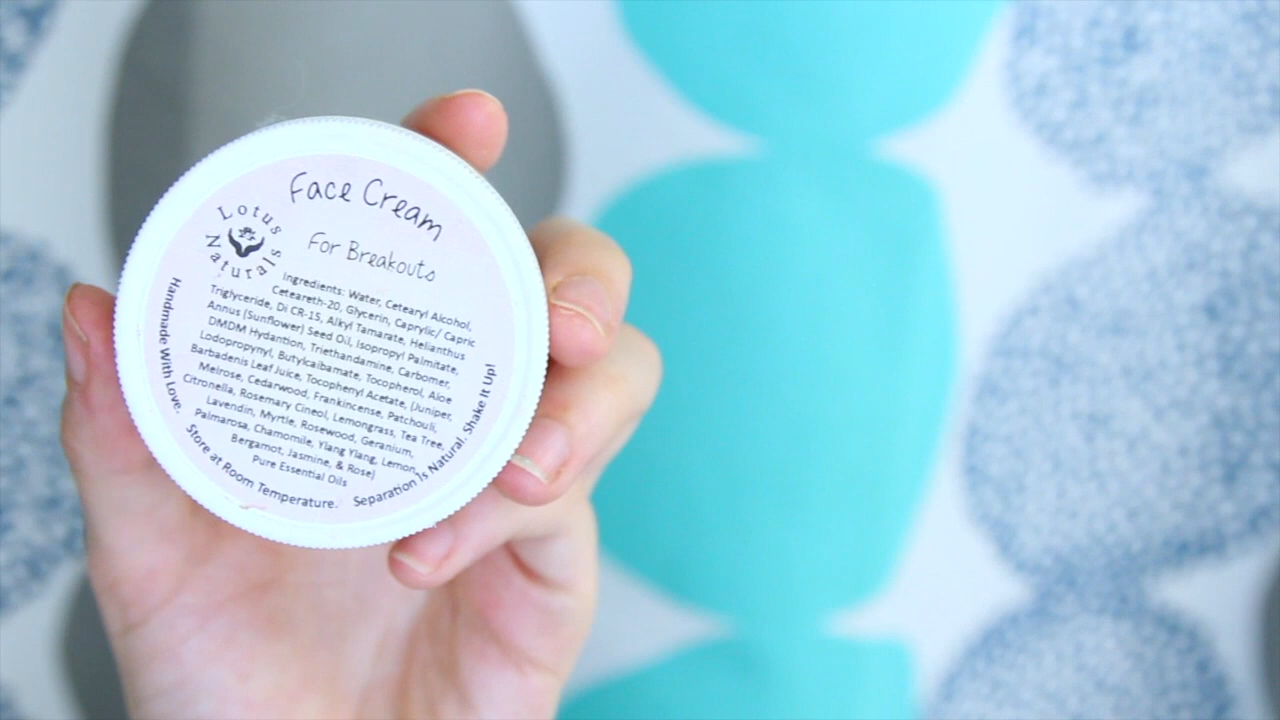 Face Cream
Lotus
Naturals
For Breakouts
Ingredients: Water, Cetearyl Alcohol,
Ceteareth-20, Glycerin, Caprylic/ Capric
Triglyceride, Di CR-15, Alkyl Tamarate, Helianthus
Annus (Sunflower) Seed Oil, Isopropyl Palmitate,
DMDM Hydantion, Triethandamine, Carbomer,
Lodopropynyl, Butylcaibamate, Tocopherol, Aloe
Barbadenis Leaf Juice, Tocophenyl Acetate, (Juniper,
Melrose, Cedarwood, Frankincense, Patchouli,
Citronella, Rosemary Cineol, Lemongrass, Tea Tree,
Lavendin, Myrtle, Rosewood, Geranium,
Palmarosa, Chamomile, Ylang Ylang, Lemon,
Bergamot, Jasmine, & Rose)
Pure Essential Oils
Handmade With Love. Store at Room Temperature. Separation Is Natural. Shake It Up!